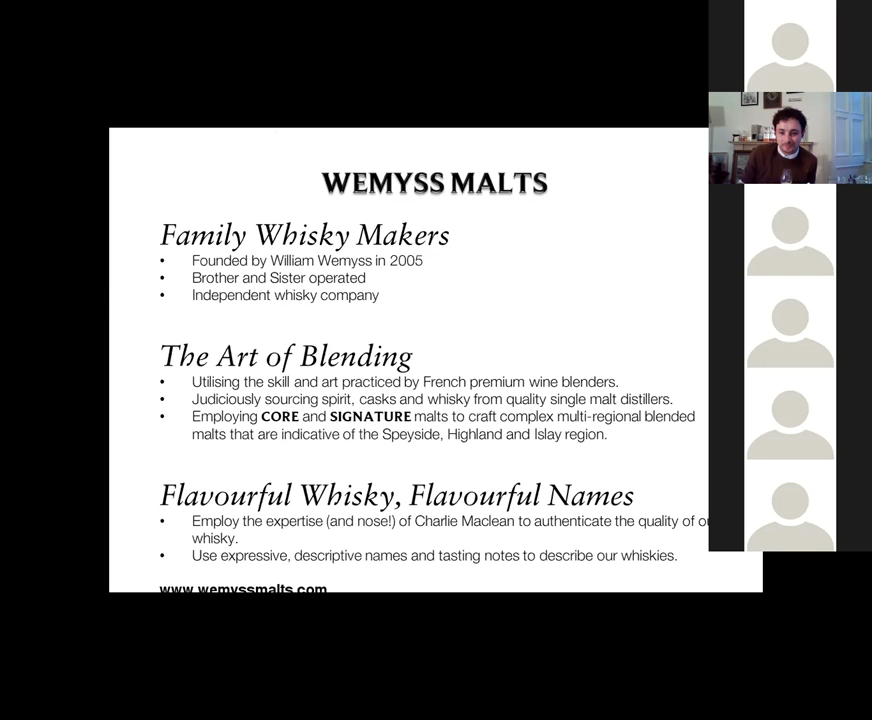 WEMYSS MALTS
Family Whisky Makers
• Founded by William Wemyss in 2005
• Brother and Sister operated
• Independent whisky company
The Art of Blending
• Utilising the skill and art practiced by French premium wine blenders.
• Judiciously sourcing spirit, casks and whisky from quality single malt distillers.
• Employing CORE and SIGNATURE malts to craft complex multi-regional blended
malts that are indicative of the Speyside, Highland and Islay region.
Flavourful Whisky, Flavourful Names
• Employ the expertise (and nose!) of Charlie Maclean to authenticate the quality of
whisky.
• Use expressive, descriptive names and tasting notes to describe our whiskies.
www.wemyssmalts.com